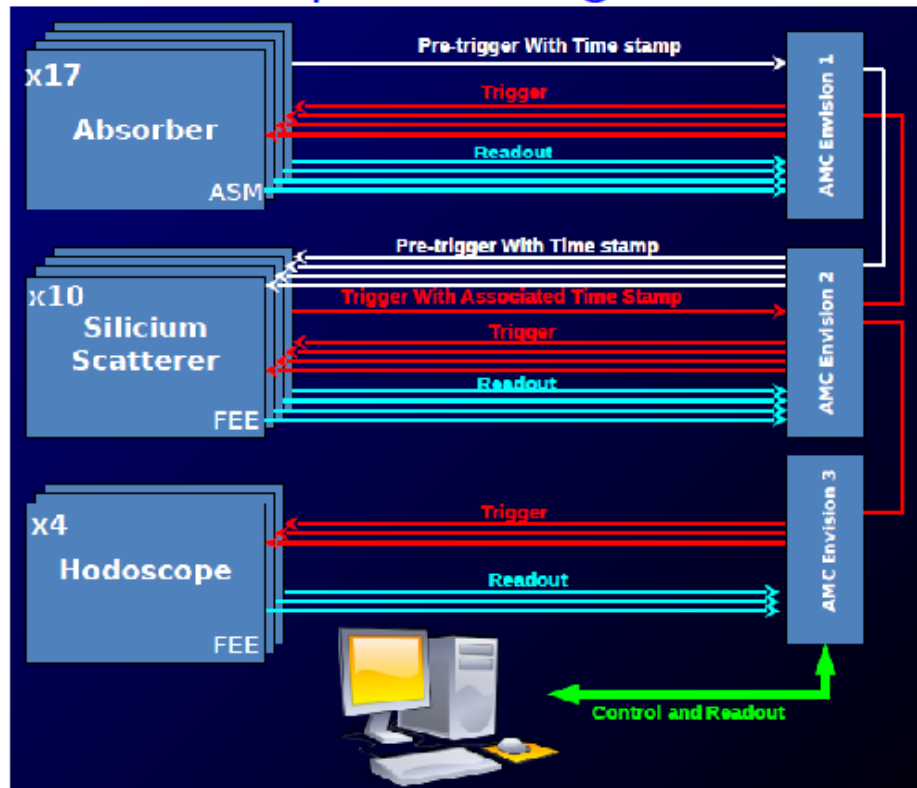 Pre-trigger With Time stamp
x17
Absorber
ASM
Trigger
Readout
AMC Envision 1
Pre-trigger With Time stamp
x10
Silicium
Scatterer
FEE
Trigger With Associated Time Stamp
Trigger
Readout
AMC Envision 2
x4
Hodoscope
FEE
Trigger
Readout
AMC Envision 3
Control and Readout